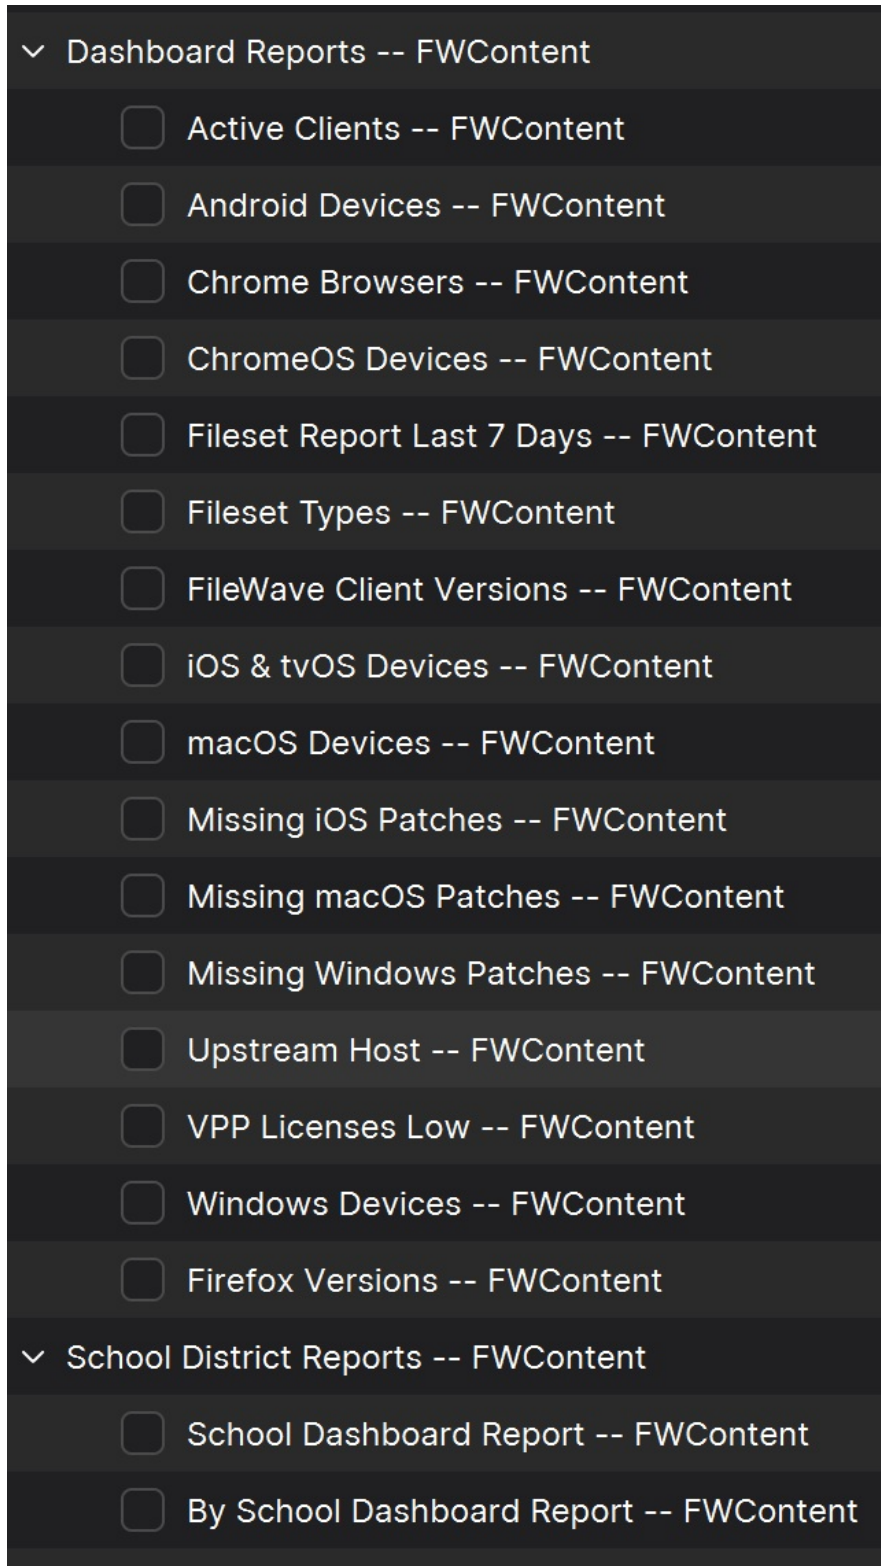 Dashboard Reports -- FWContent
Active Clients -- FWContent
Android Devices -- FWContent
Chrome Browsers -- FWContent
ChromeOS Devices -- FWContent
Fileset Report Last 7 Days -- FWContent
Fileset Types -- FWContent
FileWave Client Versions -- FWContent
iOS & tvOS Devices -- FWContent
macOS Devices -- FWContent
Missing iOS Patches -- FWContent
Missing macOS Patches -- FWContent
Missing Windows Patches -- FWContent
Upstream Host -- FWContent
VPP Licenses Low -- FWContent
Windows Devices -- FWContent
Firefox Versions -- FWContent
School District Reports -- FWContent
School Dashboard Report -- FWContent
By School Dashboard Report -- FWContent